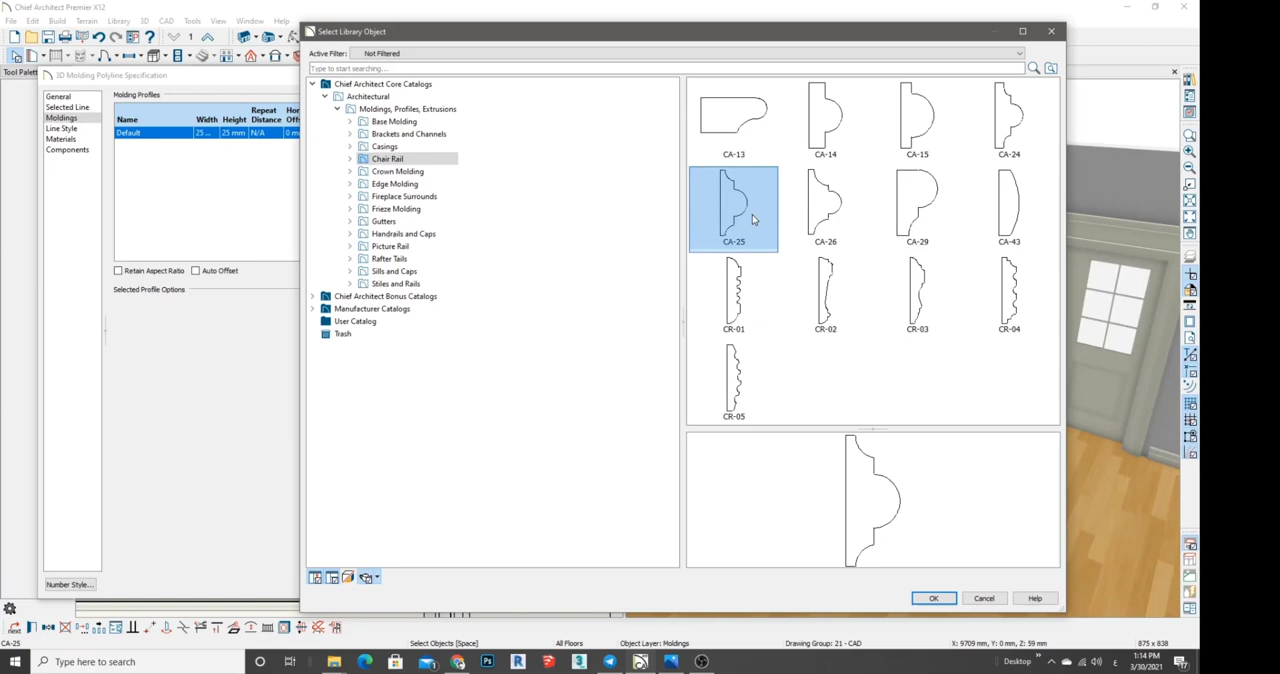 Chief Architect Premier X12
File Edit Build Terrain Library 3D CAD Tools View Window Help
1
Tool Palet
Select Library Object
Active Filter: Not Filtered
Type to start searching...
3D Molding Polyline Specification
General
Selected Line
Moldings
Line Style
Materials
Components
Molding Profiles
Name Width Height Repeat Distance
Default 25 ... 25 mm N/A 0 m
Retain Aspect Ratio Auto Offset
Selected Profile Options
Number Style...
Chief Architect Core Catalogs
Architectural
Moldings, Profiles, Extrusions
Base Molding
Brackets and Channels
Casings
Chair Rail
Crown Molding
Edge Molding
Fireplace Surrounds
Frieze Molding
Gutters
Handrails and Caps
Picture Rail
Rafter Tails
Sills and Caps
Stiles and Rails
Chief Architect Bonus Catalogs
Manufacturer Catalogs
User Catalog
Trash
CA-13 CA-14 CA-15 CA-24
CA-25 CA-26 CA-29 CA-43
CR-01 CR-02 CR-03 CR-04
CR-05
OK Cancel Help
next
CA-25 Select Objects [Space] All Floors Object Layer: Moldings Drawing Group: 21 - CAD X: 9709 mm, Y: 0 mm, Z: 59 mm 875 x 838
Type here to search
Desktop
ع
1:14 PM
3/30/2021
17